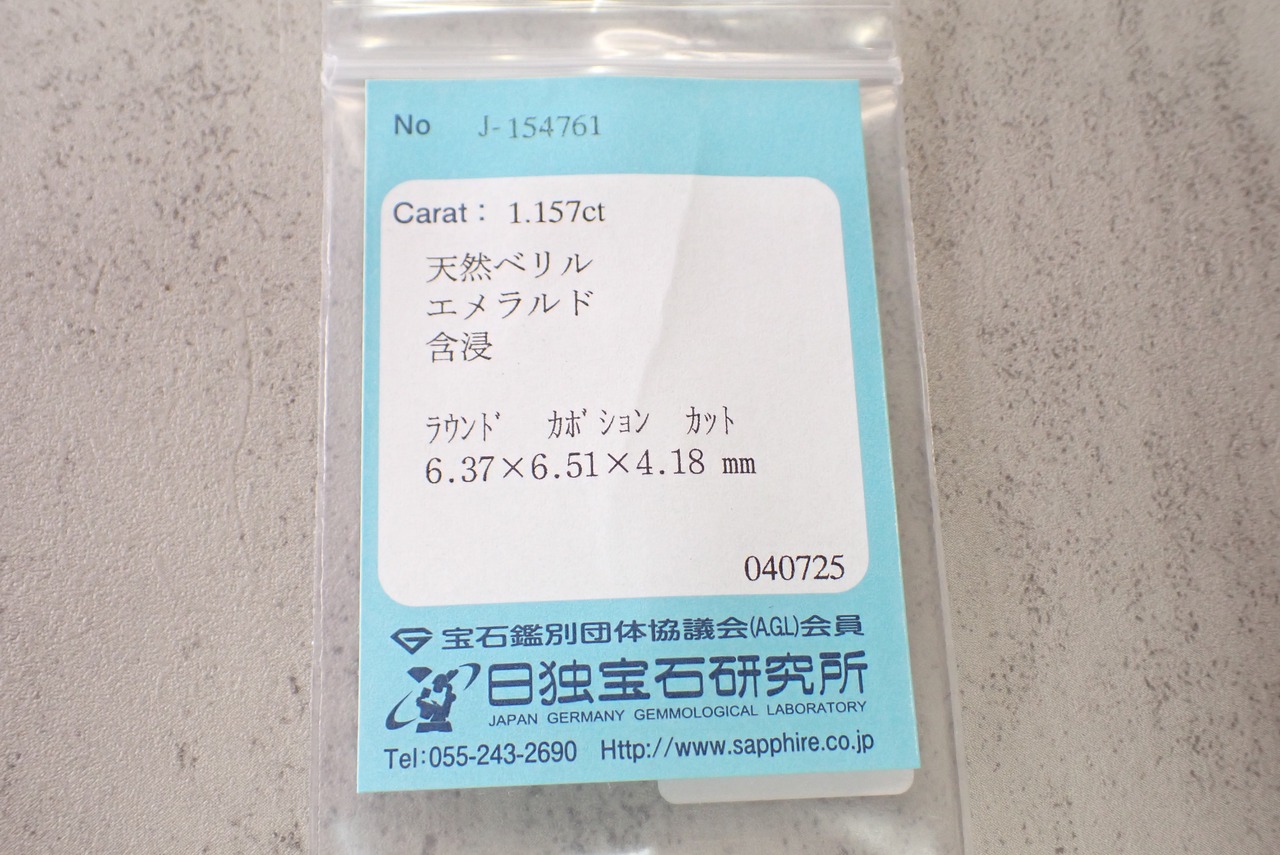 No J-154761
Carat： 1.157ct
天然ベリル
エメラルド
含浸
ﾗｳﾝﾄﾞ ｶﾎﾞｼｮﾝ ｶｯﾄ
6.37×6.51×4.18 mm
040725
宝石鑑別団体協議会(A.G.L)会員
日独宝石研究所
JAPAN GERMANY GEMMOLOGICAL LABORATORY
Tel:055-243-2690 Http://www.sapphire.co.jp